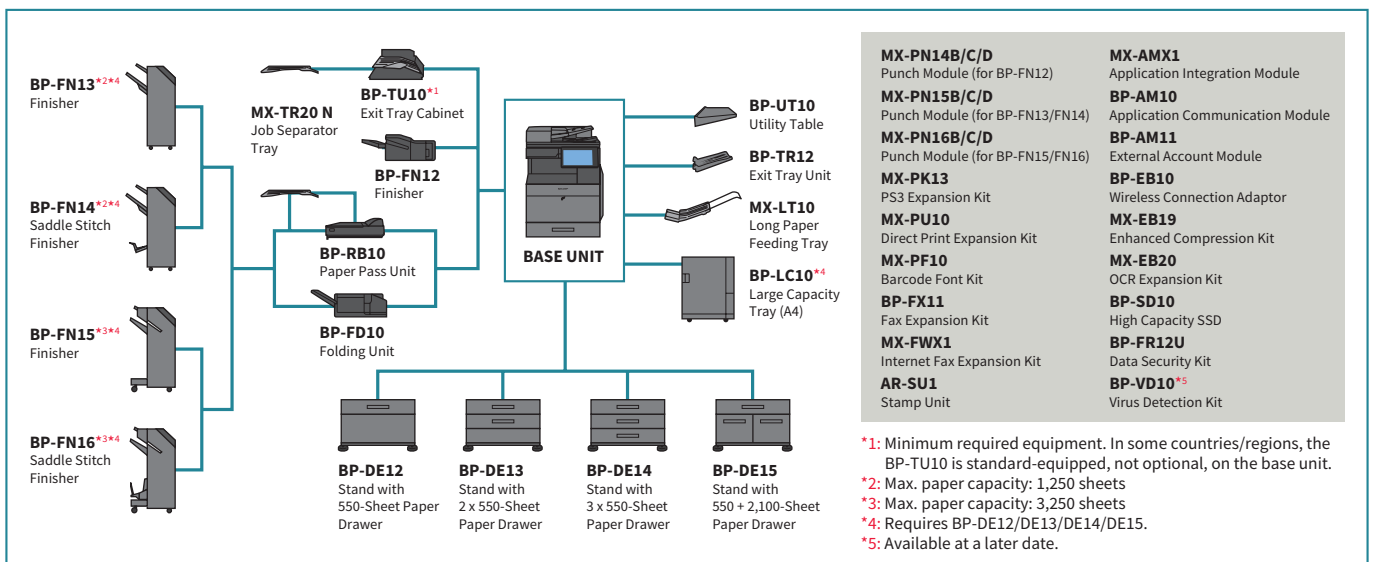 BP-FN13*2*4
Finisher
BP-FN14*2*4
Saddle Stitch
Finisher
BP-FN15*3*4
Finisher
BP-FN16*3*4
Saddle Stitch
Finisher
MX-TR20 N
Job Separator
Tray
BP-TU10*1
Exit Tray Cabinet
BP-FN12
Finisher
BP-RB10
Paper Pass Unit
BP-FD10
Folding Unit
BASE UNIT
BP-UT10
Utility Table
BP-TR12
Exit Tray Unit
MX-LT10
Long Paper
Feeding Tray
BP-LC10*4
Large Capacity
Tray (A4)
BP-DE12
Stand with
550-Sheet Paper
Drawer
BP-DE13
Stand with
2 x 550-Sheet
Paper Drawer
BP-DE14
Stand with
3 x 550-Sheet
Paper Drawer
BP-DE15
Stand with
550 + 2,100-Sheet
Paper Drawer
MX-PN14B/C/D
Punch Module (for BP-FN12)
MX-PN15B/C/D
Punch Module (for BP-FN13/FN14)
MX-PN16B/C/D
Punch Module (for BP-FN15/FN16)
MX-PK13
PS3 Expansion Kit
MX-PU10
Direct Print Expansion Kit
MX-PF10
Barcode Font Kit
BP-FX11
Fax Expansion Kit
MX-FWX1
Internet Fax Expansion Kit
AR-SU1
Stamp Unit
MX-AMX1
Application Integration Module
BP-AM10
Application Communication Module
BP-AM11
External Account Module
BP-EB10
Wireless Connection Adaptor
MX-EB19
Enhanced Compression Kit
MX-EB20
OCR Expansion Kit
BP-SD10
High Capacity SSD
BP-FR12U
Data Security Kit
BP-VD10*5
Virus Detection Kit
*1: Minimum required equipment. In some countries/regions, the
BP-TU10 is standard-equipped, not optional, on the base unit.
*2: Max. paper capacity: 1,250 sheets
*3: Max. paper capacity: 3,250 sheets
*4: Requires BP-DE12/DE13/DE14/DE15.
*5: Available at a later date.